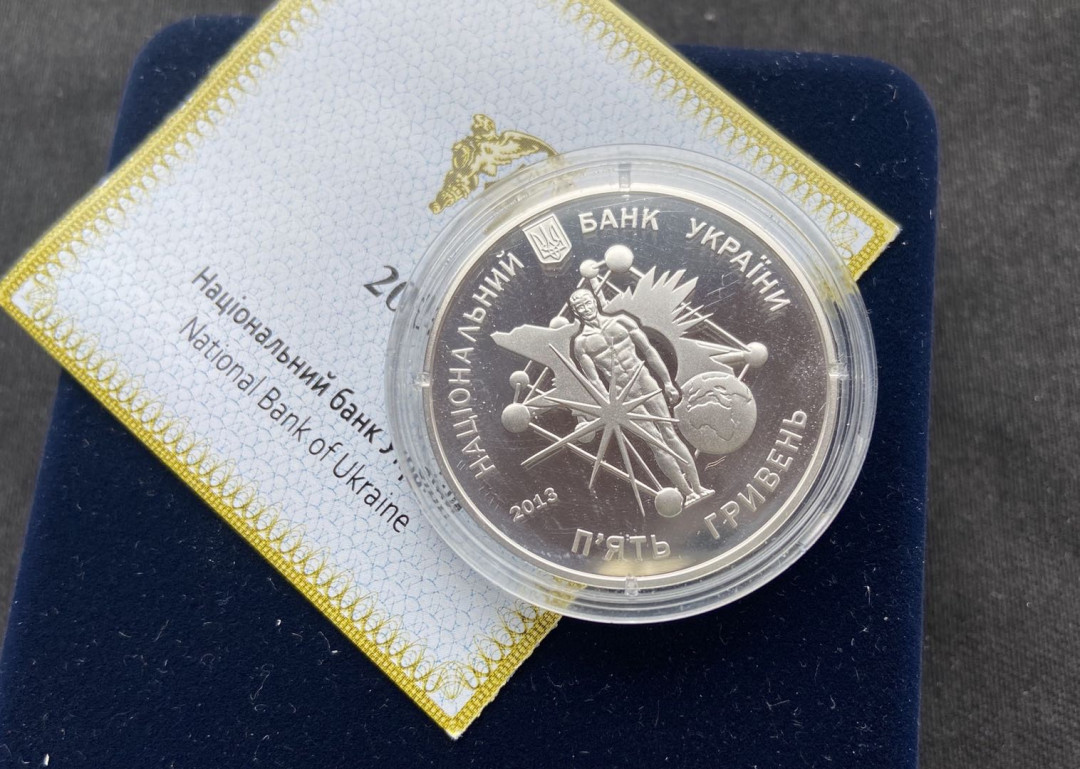 Національний банк
National Bank of Ukraine
НАЦІОНАЛЬНИЙ БАНК УКРАЇНИ
2013
П'ЯТЬ ГРИВЕНЬ